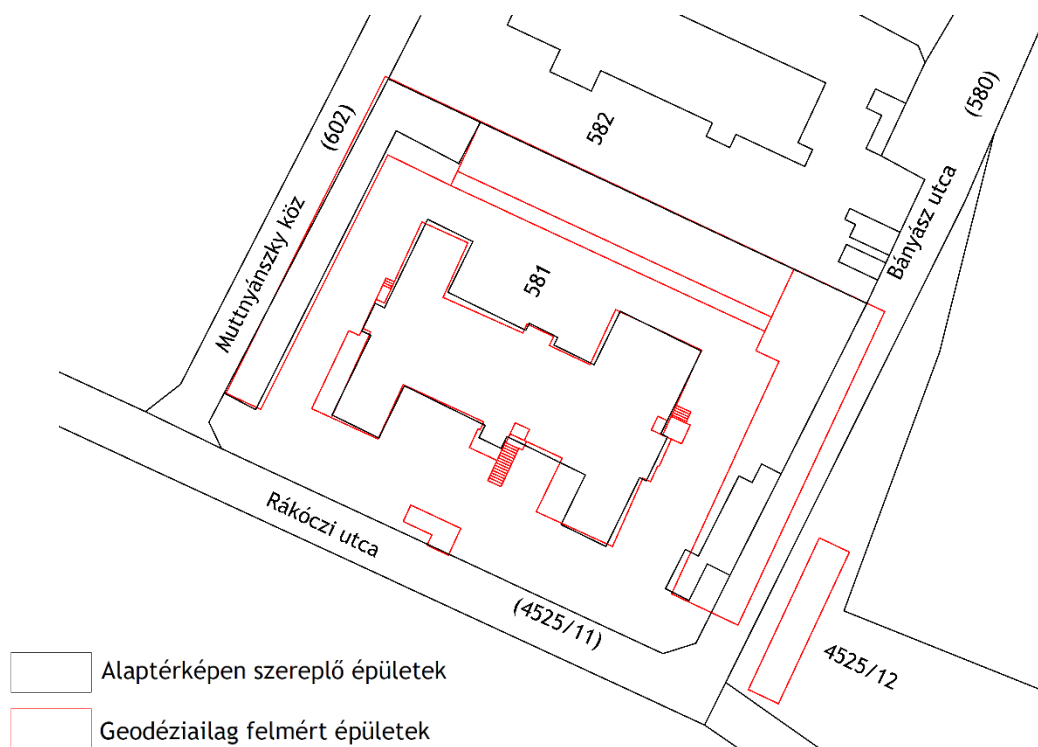 (602)
582
(580)
Bányász utca
Muttnyánszky köz
581
Rákóczi utca
(4525/11)
4525/12
Alaptérképen szereplő épületek
Geodéziailag felmért épületek